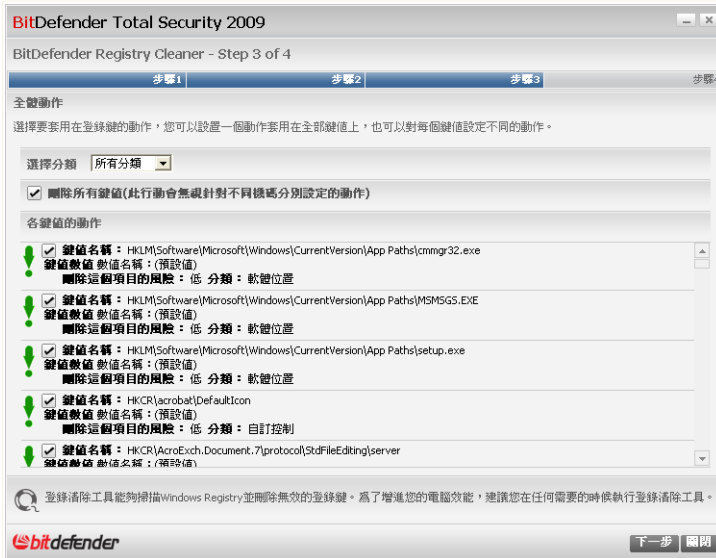 BitDefender Total Security 2009
BitDefender Registry Cleaner - Step 3 of 4
步驟1 步驟2 步驟3 步驟4
全體動作
選擇要套用在登錄鍵的動作，您可以設置一個動作套用在全部鍵值上，也可以對每個鍵值設定不同的動作。
選擇分類 所有分類
刪除所有鍵值(此行動會無視針對不同機碼分別設定的動作)
各鍵值的動作
鍵值名稱： HKLM\Software\Microsoft\Windows\CurrentVersion\App Paths\cmmgr32.exe
鍵值數值 數值名稱：(預設值)
刪除這個項目的風險： 低 分類： 軟體位置
鍵值名稱： HKLM\Software\Microsoft\Windows\CurrentVersion\App Paths\MSMSGS.EXE
鍵值數值 數值名稱：(預設值)
刪除這個項目的風險： 低 分類： 軟體位置
鍵值名稱： HKLM\Software\Microsoft\Windows\CurrentVersion\App Paths\setup.exe
鍵值數值 數值名稱：(預設值)
刪除這個項目的風險： 低 分類： 軟體位置
鍵值名稱： HKCR\acrobat\DefaultIcon
鍵值數值 數值名稱：(預設值)
刪除這個項目的風險： 低 分類： 自訂控制
鍵值名稱： HKCR\AcroExch.Document.7\protocol\StdFileEditing\server
鍵值數值 數值名稱：(預設值)
登錄清除工具能夠掃描Windows Registry並刪除無效的登錄鍵。為了增進您的電腦效能，建議您在任何需要的時候執行登錄清除工具。
bitdefender 下一步 關閉